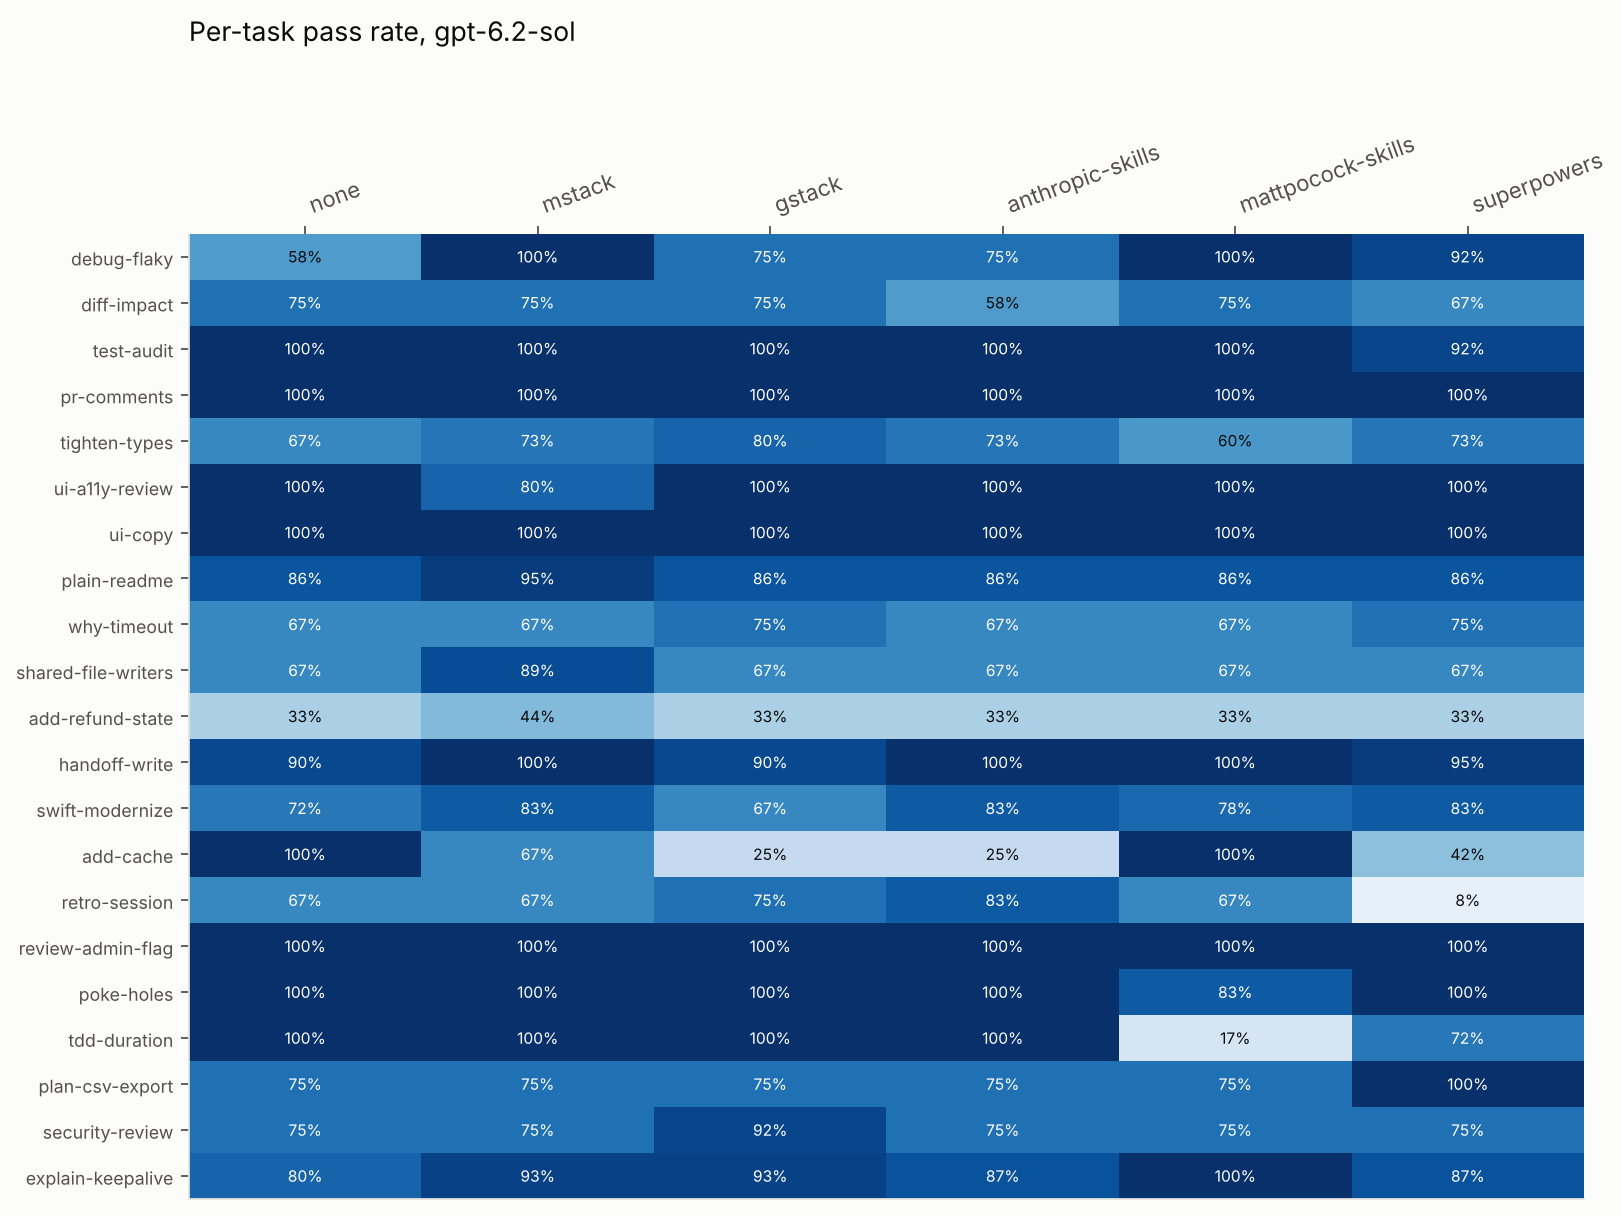 Per-task pass rate, gpt-6.2-sol
none mstack gstack anthropic-skills mattpocock-skills superpowers
debug-flaky 58% 100% 75% 75% 100% 92%
diff-impact 75% 75% 75% 58% 75% 67%
test-audit 100% 100% 100% 100% 100% 92%
pr-comments 100% 100% 100% 100% 100% 100%
tighten-types 67% 73% 80% 73% 60% 73%
ui-a11y-review 100% 80% 100% 100% 100% 100%
ui-copy 100% 100% 100% 100% 100% 100%
plain-readme 86% 95% 86% 86% 86% 86%
why-timeout 67% 67% 75% 67% 67% 75%
shared-file-writers 67% 89% 67% 67% 67% 67%
add-refund-state 33% 44% 33% 33% 33% 33%
handoff-write 90% 100% 90% 100% 100% 95%
swift-modernize 72% 83% 67% 83% 78% 83%
add-cache 100% 67% 25% 25% 100% 42%
retro-session 67% 67% 75% 83% 67% 8%
review-admin-flag 100% 100% 100% 100% 100% 100%
poke-holes 100% 100% 100% 100% 83% 100%
tdd-duration 100% 100% 100% 100% 17% 72%
plan-csv-export 75% 75% 75% 75% 75% 100%
security-review 75% 75% 92% 75% 75% 75%
explain-keepalive 80% 93% 93% 87% 100% 87%